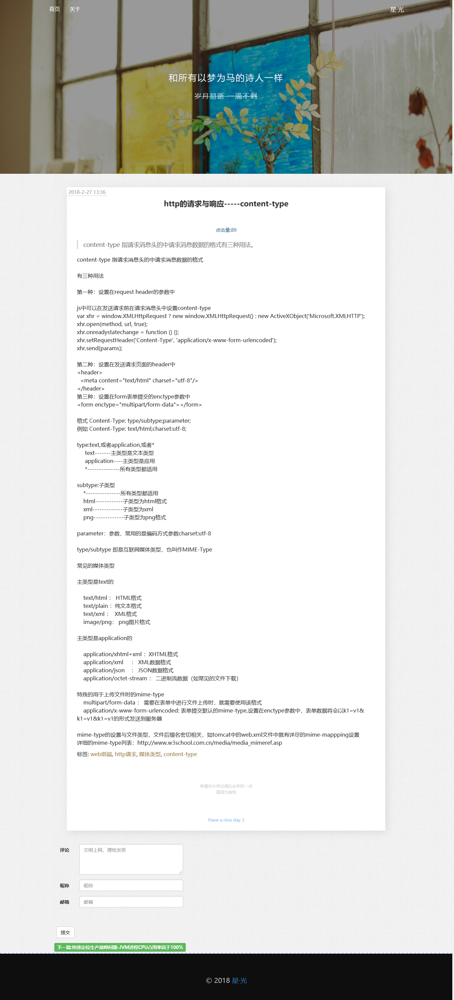 首页 关于 星·光
和所有以梦为马的诗人一样
岁月易逝 一滴不剩
2018-2-27 13:36
http的请求与响应-----content-type
点击量:89
content-type 指请求消息头的中请求消息数据的格式有三种用法。
content-type 指请求消息头的中请求消息数据的格式
有三种用法
第一种：设置在request header的参数中
js中可以在发送请求前在请求消息头中设置content-type
var xhr = window.XMLHttpRequest ? new window.XMLHttpRequest() : new ActiveXObject('Microsoft.XMLHTTP');
xhr.open(method, url, true);
xhr.onreadystatechange = function () {};
xhr.setRequestHeader('Content-Type', 'application/x-www-form-urlencoded');
xhr.send(params);
第二种：设置在发送请求页面的header中
<header>
<meta content="text/html" charset="utf-8"/>
</header>
第三种：设置在form表单提交的enctype参数中
<form enctype="multipart/form-data"></form>
格式 Content-Type: type/subtype;parameter;
例如 Content-Type: text/html;charset:utf-8;
type:text,或者application,或者*
text-------主类型是文本类型
application----主类型是应用
*--------------所有类型都适用
subtype:子类型
*---------------所有类型都适用
html------------子类型为html格式
xml-------------子类型为xml
png-------------子类型为png格式
parameter：参数，常用的是编码方式参数charset:utf-8
type/subtype 即是互联网媒体类型，也叫作MIME-Type
常见的媒体类型
主类型是text的
text/html ： HTML格式
text/plain ：纯文本格式
text/xml ： XML格式
image/png： png图片格式
主类型是application的
application/xhtml+xml ：XHTML格式
application/xml ： XML数据格式
application/json ： JSON数据格式
application/octet-stream ： 二进制流数据（如常见的文件下载）
特殊的用于上传文件时的mime-type
multipart/form-data ： 需要在表单中进行文件上传时，就需要使用该格式
application/x-www-form-urlencoded: 表单提交默认的mime-type,设置在enctype参数中，表单数据将会以k1=v1&
k1=v1&k1=v1的形式发送到服务器
mime-type的设置与文件类型，文件后缀名密切相关，如tomcat中的web.xml文件中就有详尽的mime-mappping设置
详细的mime-type列表：http://www.w3school.com.cn/media/media_mimeref.asp
标签: web前端, http请求, 媒体类型, content-type
希望你今年过得比去年好一点
是因为有我
Have a nice day :)
评论 文明上网，理性发言
昵称 昵称
邮箱 邮箱
提交
下一篇:快速定位生产故障问题-JVM进程CPU占用率高于100%
© 2018 星·光